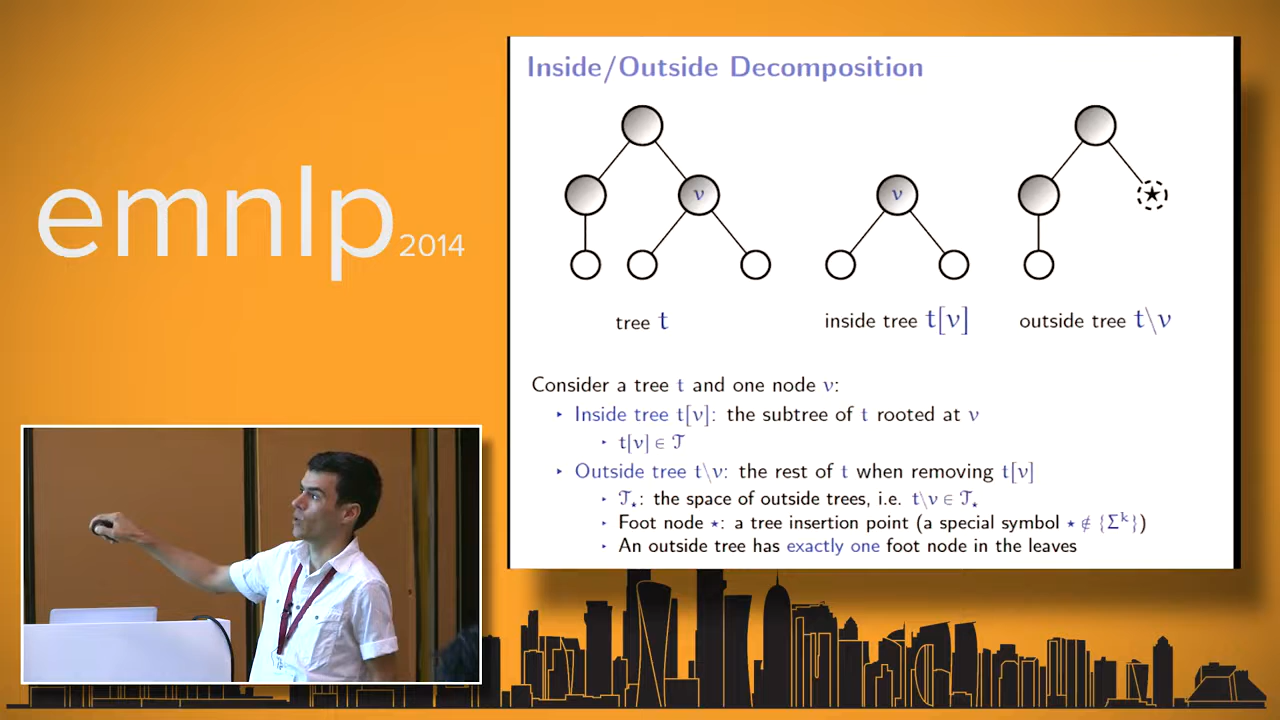 emnlp 2014
Inside/Outside Decomposition
v
v
★
tree t
inside tree t[v]
outside tree t\v
Consider a tree t and one node v:
‣ Inside tree t[v]: the subtree of t rooted at v
‣ t[v] ∈ 𝒯
‣ Outside tree t\v: the rest of t when removing t[v]
‣ 𝒯⋆: the space of outside trees, i.e. t\v ∈ 𝒯⋆
‣ Foot node ⋆: a tree insertion point (a special symbol ⋆ ∉ {Σᵏ})
‣ An outside tree has exactly one foot node in the leaves